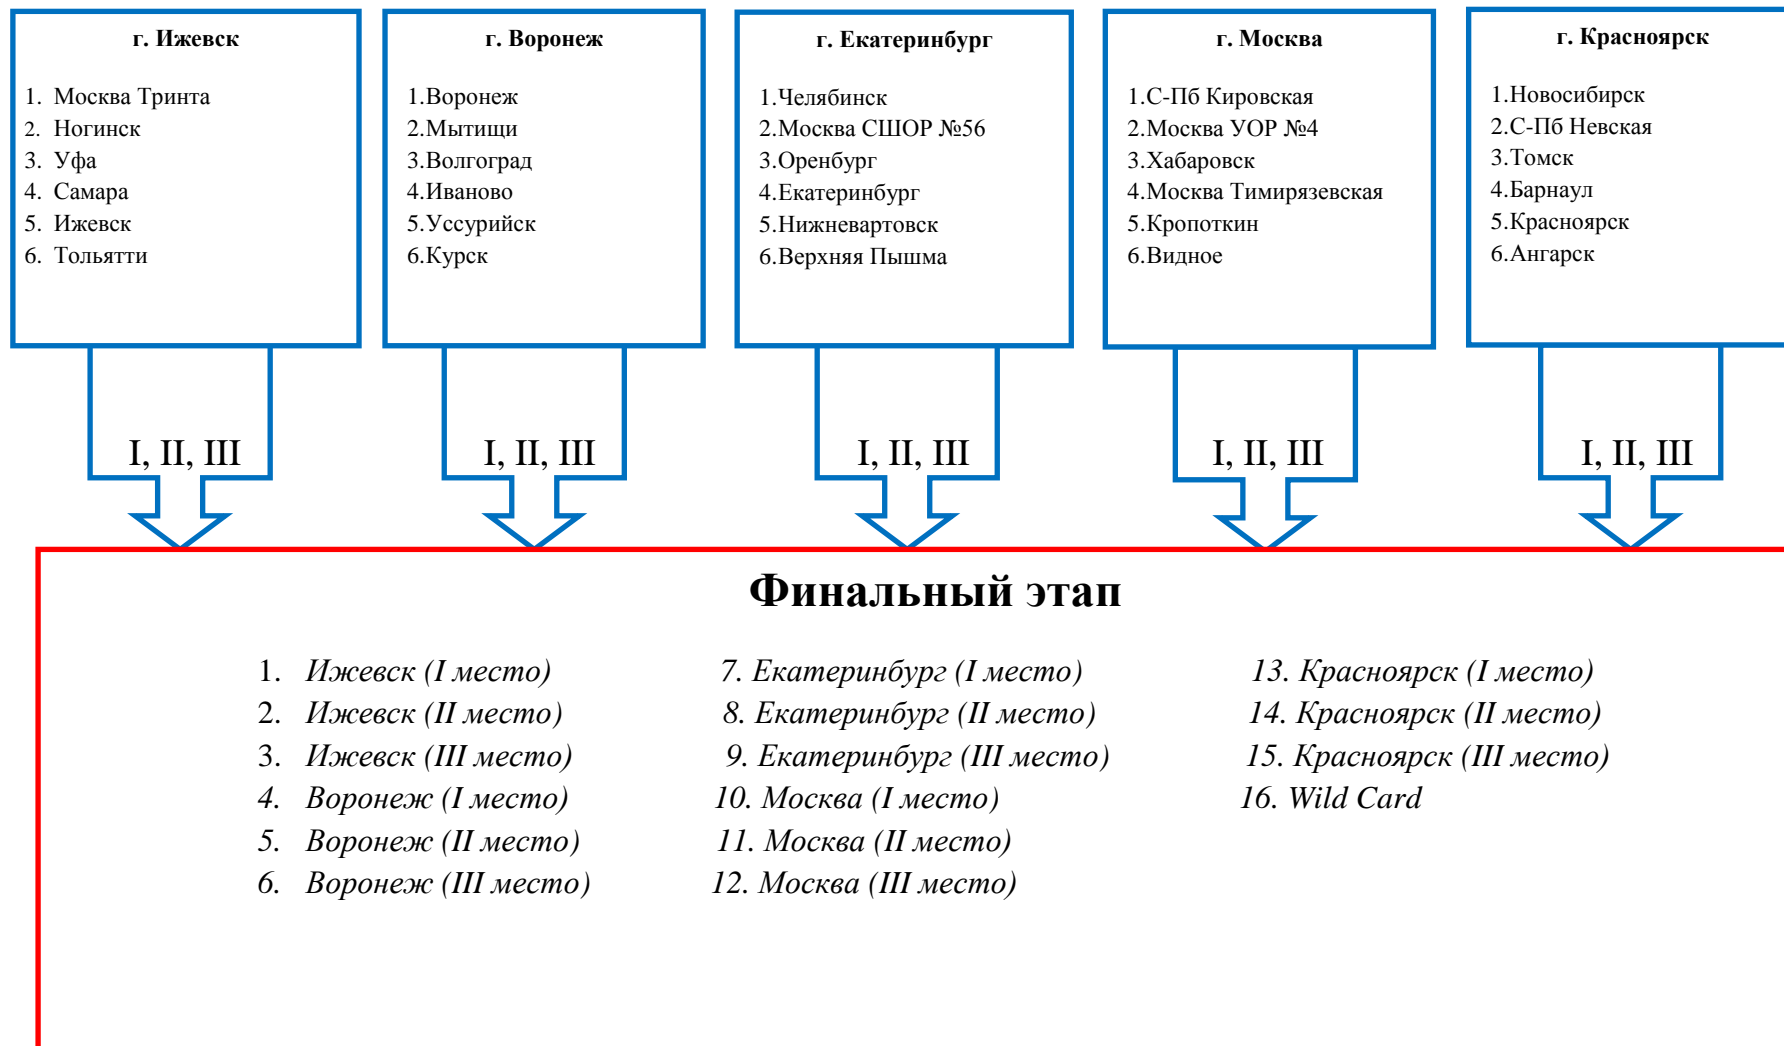 г. Ижевск
1. Москва Тринта
2. Ногинск
3. Уфа
4. Самара
5. Ижевск
6. Тольятти
I, II, III
г. Воронеж
1.Воронеж
2.Мытищи
3.Волгоград
4.Иваново
5.Уссурийск
6.Курск
I, II, III
г. Екатеринбург
1.Челябинск
2.Москва СШОР №56
3.Оренбург
4.Екатеринбург
5.Нижневартовск
6.Верхняя Пышма
I, II, III
г. Москва
1.С-Пб Кировская
2.Москва УОР №4
3.Хабаровск
4.Москва Тимирязевская
5.Кропоткин
6.Видное
I, II, III
г. Красноярск
1.Новосибирск
2.С-Пб Невская
3.Томск
4.Барнаул
5.Красноярск
6.Ангарск
I, II, III
Финальный этап
1. Ижевск (I место)
2. Ижевск (II место)
3. Ижевск (III место)
4. Воронеж (I место)
5. Воронеж (II место)
6. Воронеж (III место)
7. Екатеринбург (I место)
8. Екатеринбург (II место)
9. Екатеринбург (III место)
10. Москва (I место)
11. Москва (II место)
12. Москва (III место)
13. Красноярск (I место)
14. Красноярск (II место)
15. Красноярск (III место)
16. Wild Card